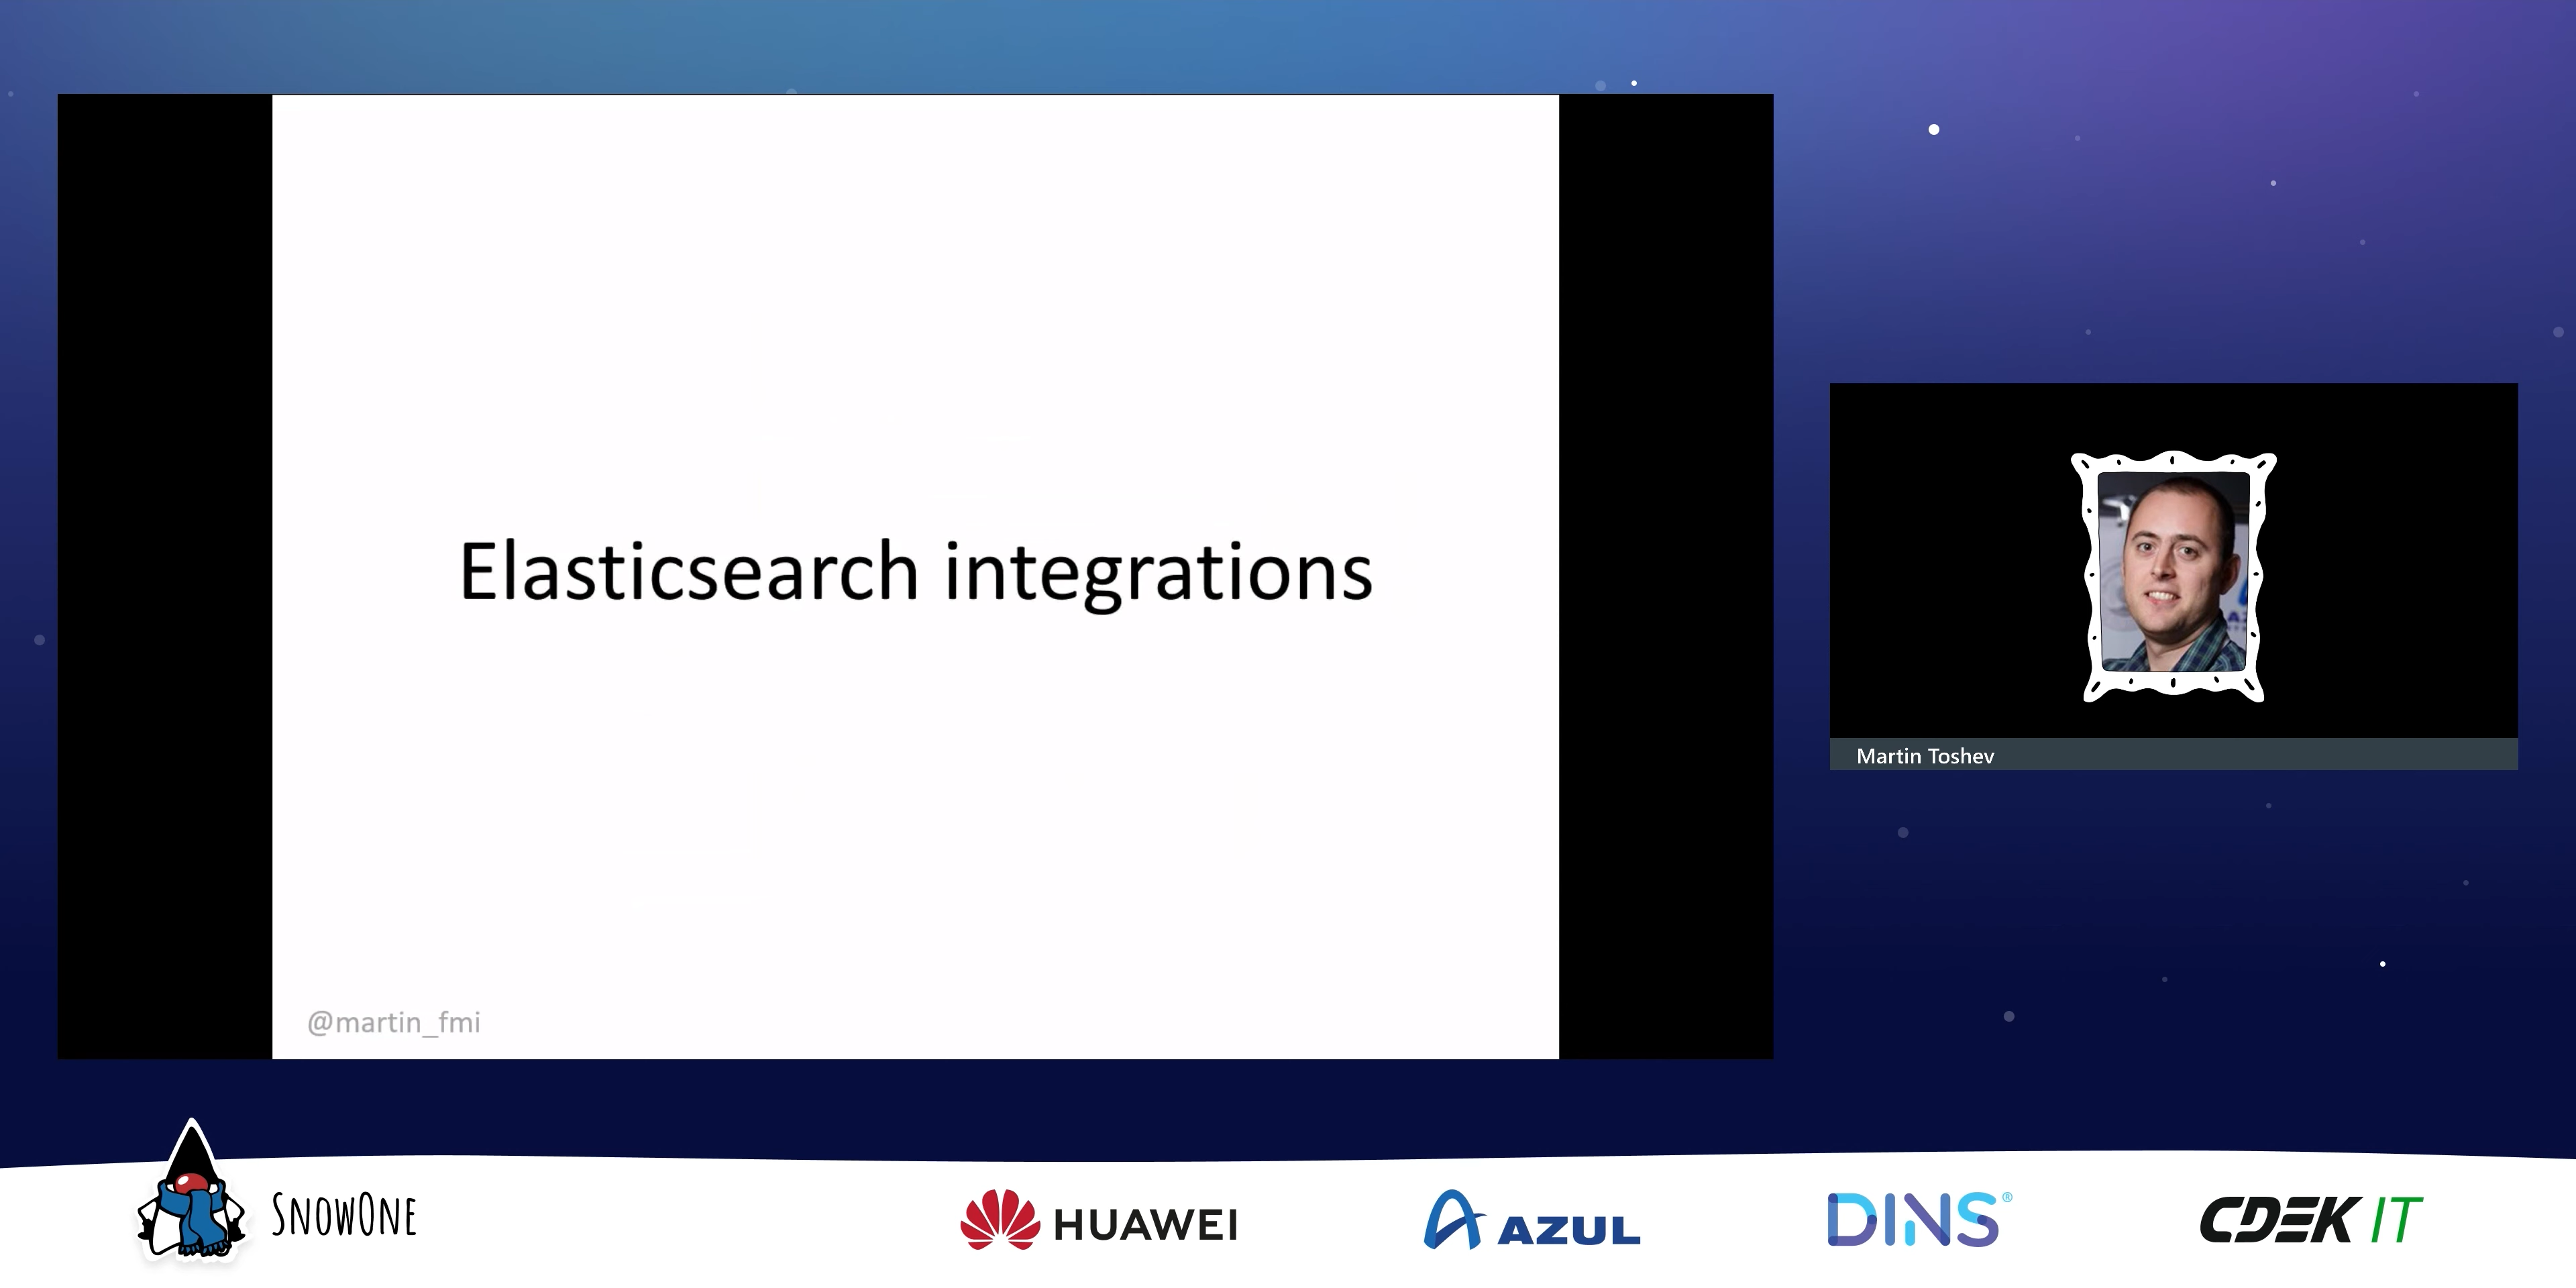 Elasticsearch integrations
@martin_fmi
Martin Toshev
SNOWONE
HUAWEI
AZUL
DINS®
CDEK IT